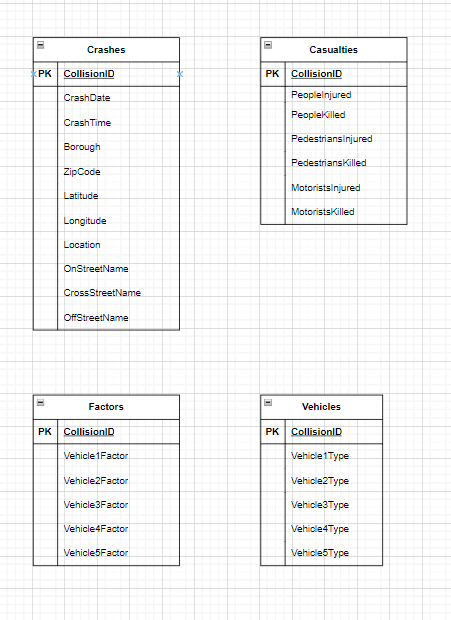 Crashes
PK CollisionID
CrashDate
CrashTime
Borough
ZipCode
Latitude
Longitude
Location
OnStreetName
CrossStreetName
OffStreetName
Casualties
PK CollisionID
PeopleInjured
PeopleKilled
PedestriansInjured
PedestriansKilled
MotoristsInjured
MotoristsKilled
Factors
PK CollisionID
Vehicle1Factor
Vehicle2Factor
Vehicle3Factor
Vehicle4Factor
Vehicle5Factor
Vehicles
PK CollisionID
Vehicle1Type
Vehicle2Type
Vehicle3Type
Vehicle4Type
Vehicle5Type